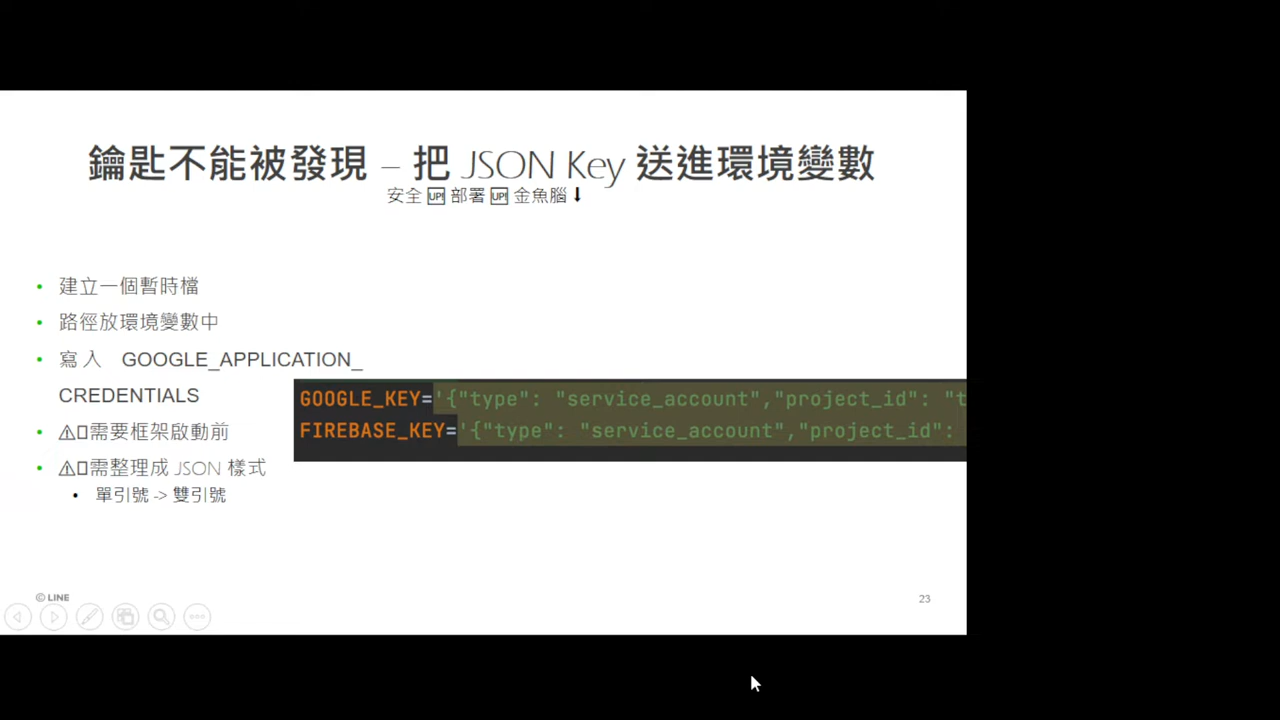 鑰匙不能被發現 – 把 JSON Key 送進環境變數
安全 🆙 部署 🆙 金魚腦 ⬇
• 建立一個暫時檔
• 路徑放環境變數中
• 寫入 GOOGLE_APPLICATION_
CREDENTIALS
GOOGLE_KEY='{"type": "service_account","project_id": "t
• ⚠需要框架啟動前
FIREBASE_KEY='{"type": "service_account","project_id":
• ⚠需整理成 JSON 樣式
• 單引號 -> 雙引號
© LINE
23